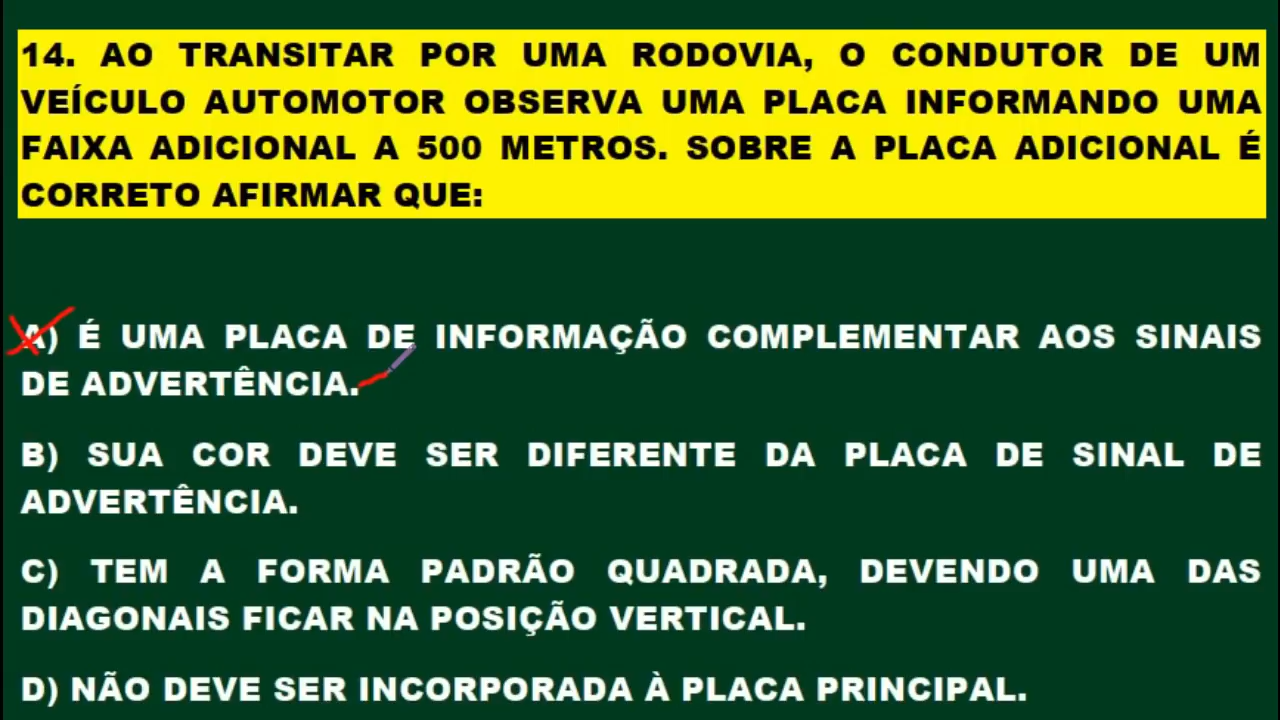 14. AO TRANSITAR POR UMA RODOVIA, O CONDUTOR DE UM
VEÍCULO AUTOMOTOR OBSERVA UMA PLACA INFORMANDO UMA
FAIXA ADICIONAL A 500 METROS. SOBRE A PLACA ADICIONAL É
CORRETO AFIRMAR QUE:
A) É UMA PLACA DE INFORMAÇÃO COMPLEMENTAR AOS SINAIS
DE ADVERTÊNCIA.
B) SUA COR DEVE SER DIFERENTE DA PLACA DE SINAL DE
ADVERTÊNCIA.
C) TEM A FORMA PADRÃO QUADRADA, DEVENDO UMA DAS
DIAGONAIS FICAR NA POSIÇÃO VERTICAL.
D) NÃO DEVE SER INCORPORADA À PLACA PRINCIPAL.